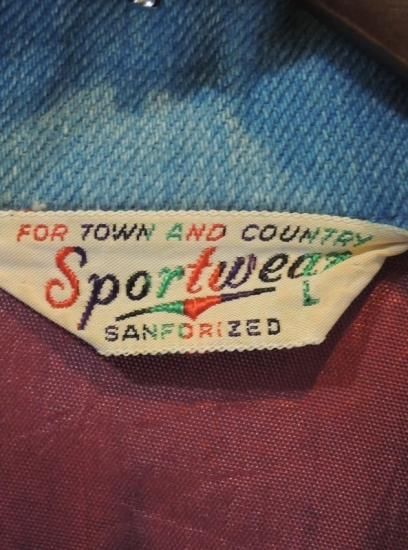 FOR TOWN AND COUNTRY
Sportwear
L
SANFORIZED